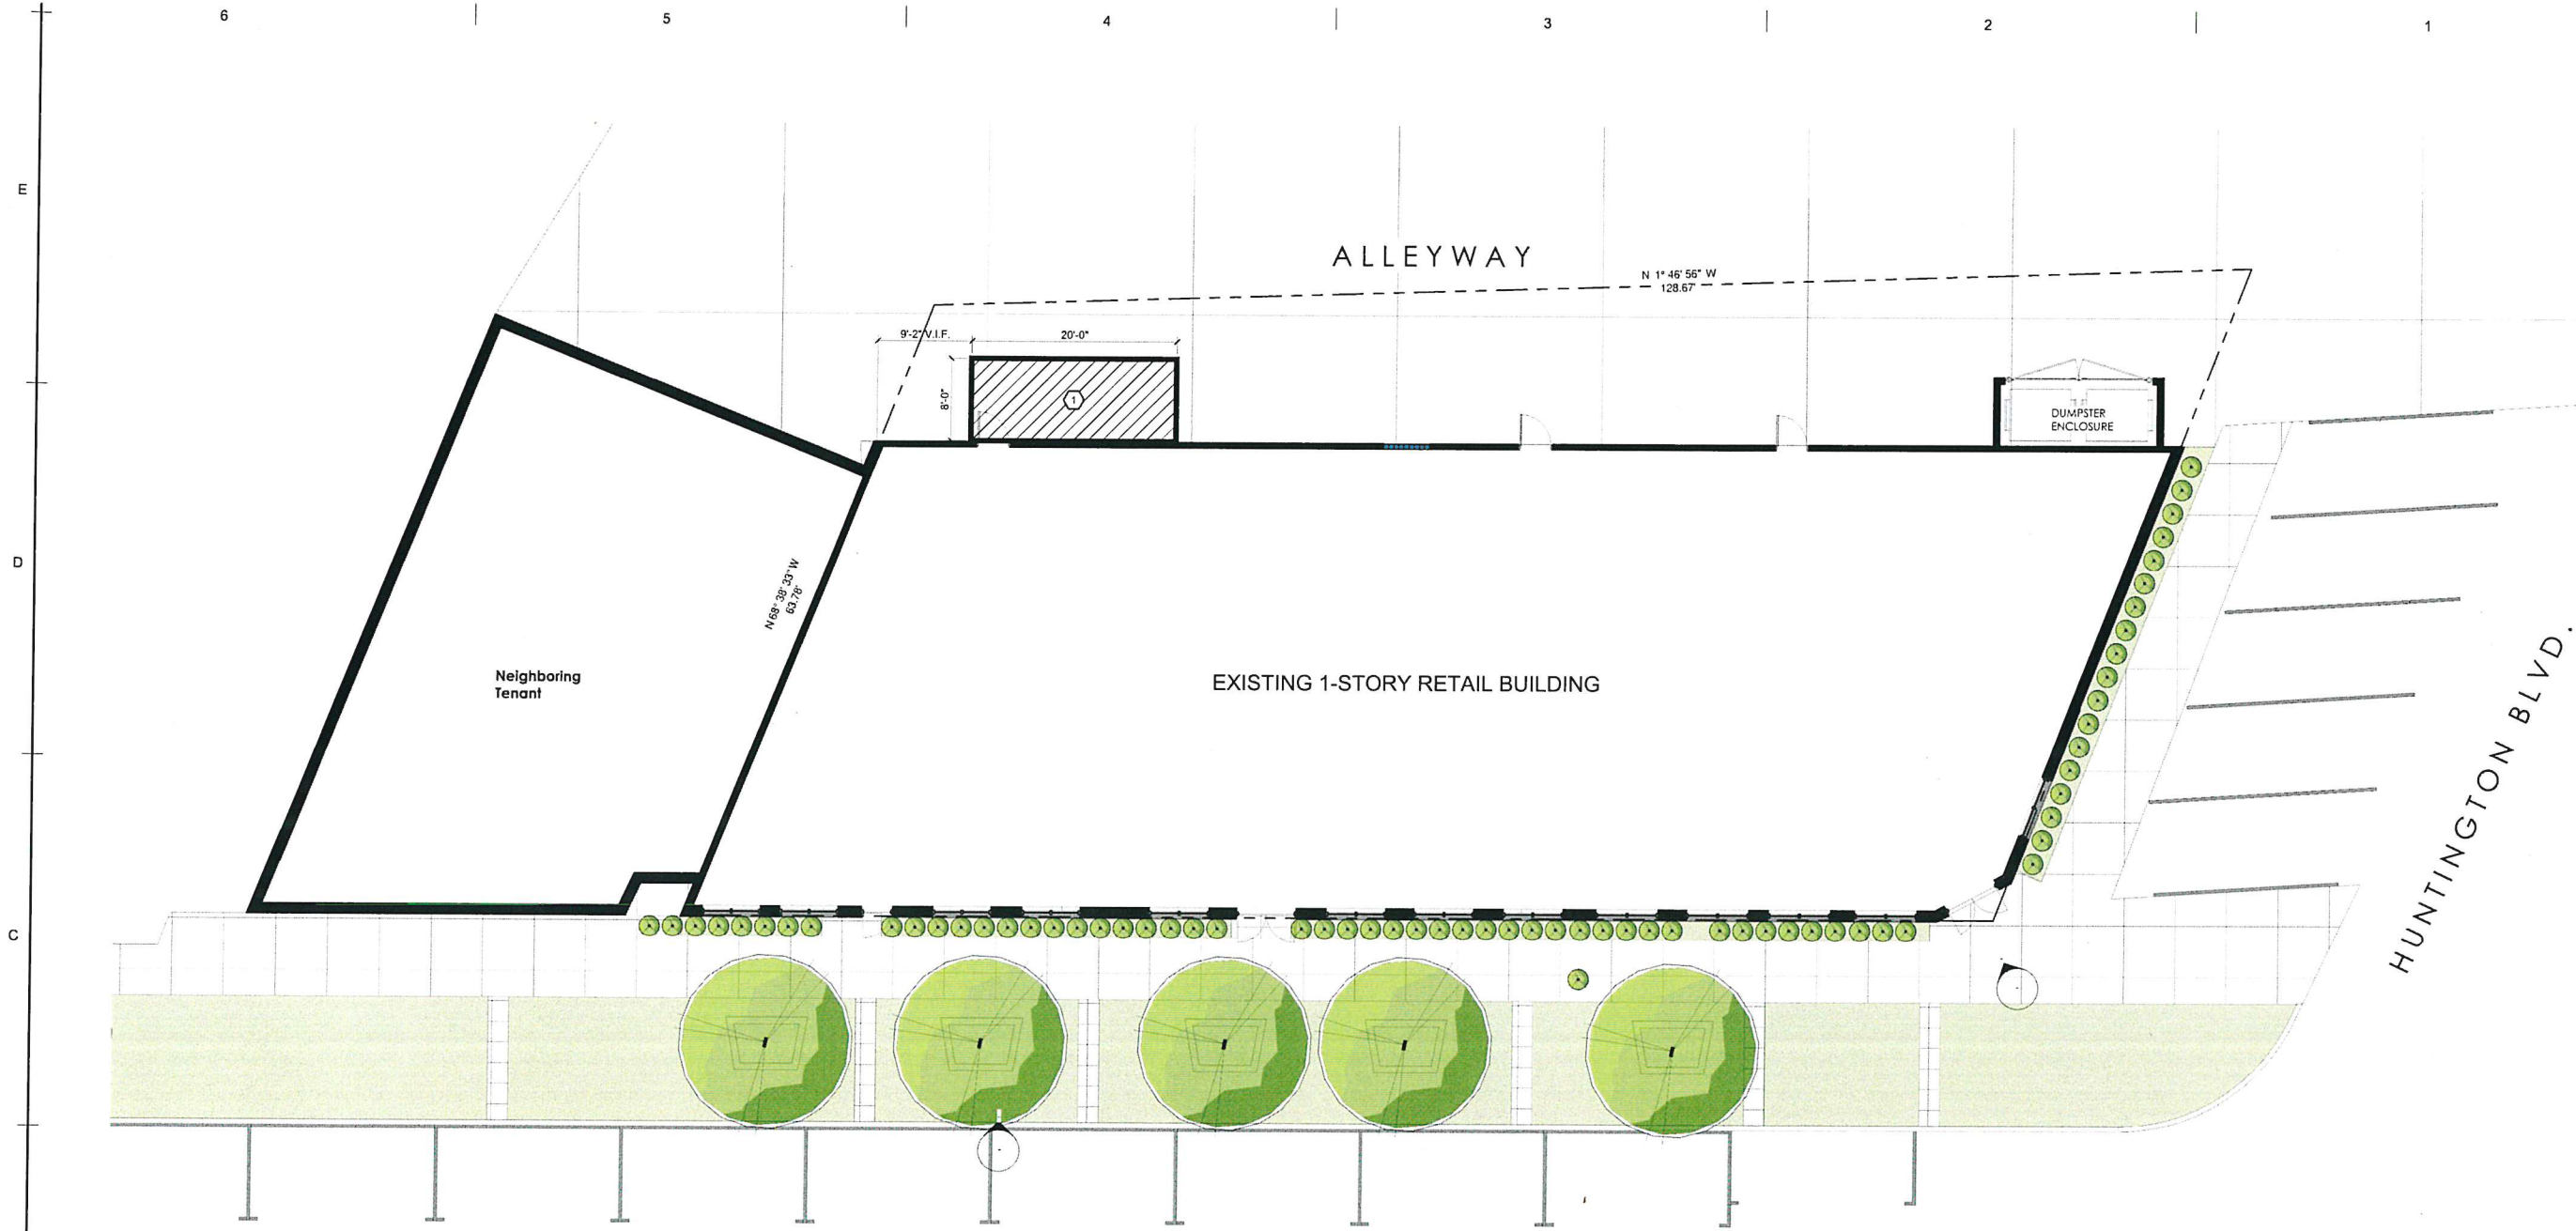 6 5 4 3 2 1
E
ALLEYWAY
N 1° 46' 56" W
128.67'
9'-2" V.I.F.
20'-0"
8'-0"
1
DUMPSTER
ENCLOSURE
D
N 68° 38' 33" W
63.78'
Neighboring
Tenant
EXISTING 1-STORY RETAIL BUILDING
HUNTINGTON BLVD.
C